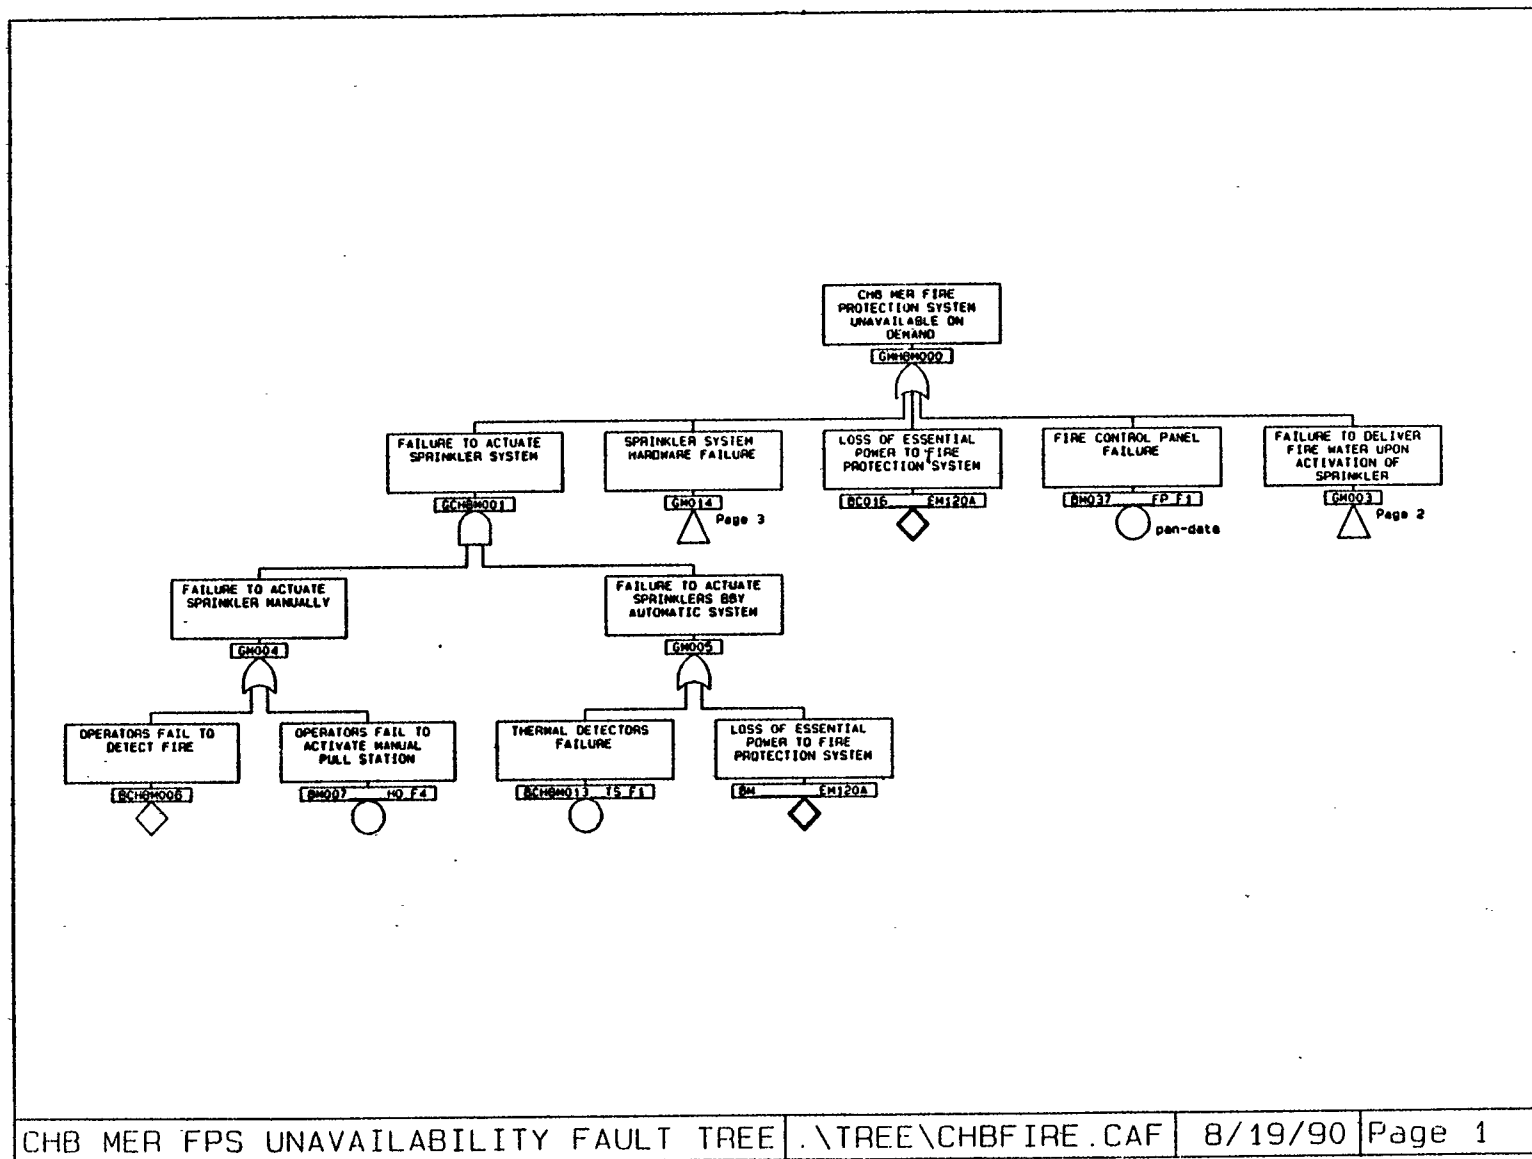 CHB MER FIRE
PROTECTION SYSTEM
UNAVAILABLE ON
DEMAND
GMHBM000
FAILURE TO ACTUATE
SPRINKLER SYSTEM
GCHBM001
SPRINKLER SYSTEM
HARDWARE FAILURE
GM014
Page 3
LOSS OF ESSENTIAL
POWER TO FIRE
PROTECTION SYSTEM
BC016 EM120A
FIRE CONTROL PANEL
FAILURE
BM037 FP F1
pan-data
FAILURE TO DELIVER
FIRE WATER UPON
ACTIVATION OF
SPRINKLER
GM003
Page 2
FAILURE TO ACTUATE
SPRINKLER MANUALLY
GM004
FAILURE TO ACTUATE
SPRINKLERS BBY
AUTOMATIC SYSTEM
GM005
OPERATORS FAIL TO
DETECT FIRE
BCHBM006
OPERATORS FAIL TO
ACTIVATE MANUAL
PULL STATION
BM007 MO F4
THERMAL DETECTORS
FAILURE
BCHBM013 TS F1
LOSS OF ESSENTIAL
POWER TO FIRE
PROTECTION SYSTEM
BM EM120A
CHB MER FPS UNAVAILABILITY FAULT TREE .\TREE\CHBFIRE.CAF 8/19/90 Page 1